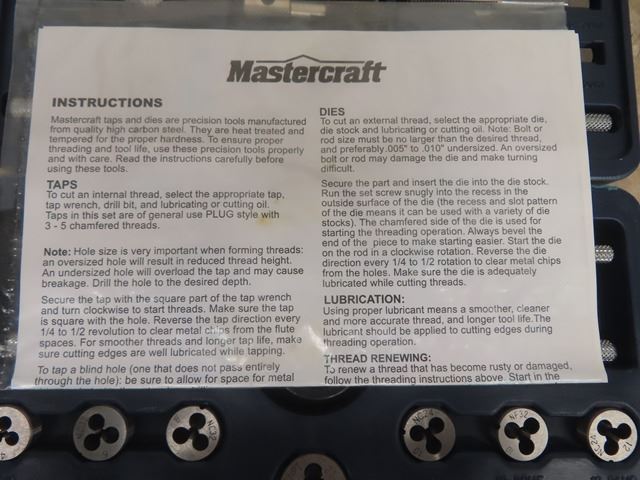 Mastercraft
INSTRUCTIONS
Mastercraft taps and dies are precision tools manufactured
from quality high carbon steel. They are heat treated and
tempered for the proper hardness. To ensure proper
threading and tool life, use these precision tools properly
and with care. Read the instructions carefully before
using these tools.
TAPS
To cut an internal thread, select the appropriate tap,
tap wrench, drill bit, and lubricating or cutting oil.
Taps in this set are of general use PLUG style with
3 - 5 chamfered threads.
Note: Hole size is very important when forming threads:
an oversized hole will result in reduced thread height.
An undersized hole will overload the tap and may cause
breakage. Drill the hole to the desired depth.
Secure the tap with the square part of the tap wrench
and turn clockwise to start threads. Make sure the tap
is square with the hole. Reverse the tap direction every
1/4 to 1/2 revolution to clear metal chips from the flute
spaces. For smoother threads and longer tap life, make
sure cutting edges are well lubricated while tapping.
To tap a blind hole (one that does not pass entirely
through the hole): be sure to allow for space for metal
DIES
To cut an external thread, select the appropriate die,
die stock and lubricating or cutting oil. Note: Bolt or
rod size must be no larger than the desired thread,
and preferably.005" to .010" undersized. An oversized
bolt or rod may damage the die and make turning
difficult.
Secure the part and insert the die into the die stock.
Run the set screw snugly into the recess in the
outside surface of the die (the recess and slot pattern
of the die means it can be used with a variety of die
stocks). The chamfered side of the die is used for
starting the threading operation. Always bevel the
end of the piece to make starting easier. Start the die
on the rod in a clockwise rotation. Reverse the die
direction every 1/4 to 1/2 rotation to clear metal chips
from the holes. Make sure the die is adequately
lubricated while cutting threads.
LUBRICATION:
Using proper lubricant means a smoother, cleaner
and more accurate thread, and longer tool life.The
lubricant should be applied to cutting edges during
threading operation.
THREAD RENEWING:
To renew a thread that has become rusty or damaged,
follow the threading instructions above. Start in the
NC32
NC24
NF32
NC24
12